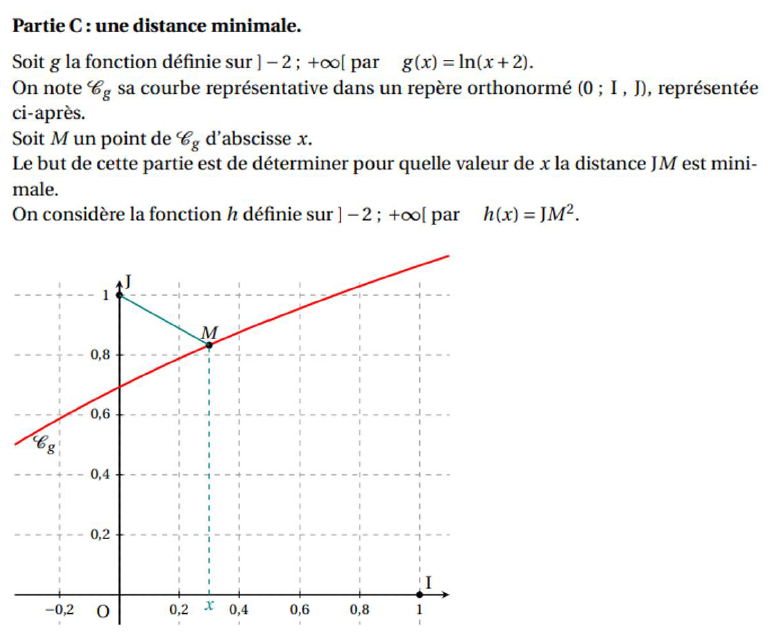 Partie C : une distance minimale.
Soit g la fonction définie sur ] − 2 ; +∞[ par g(x) = ln(x + 2).
On note 𝒞g sa courbe représentative dans un repère orthonormé (0 ; I , J), représentée
ci-après.
Soit M un point de 𝒞g d'abscisse x.
Le but de cette partie est de déterminer pour quelle valeur de x la distance JM est mini-
male.
On considère la fonction h définie sur ] − 2 ; +∞[ par h(x) = JM².
J
1
M
0,8
0,6
𝒞g
0,4
0,2
I
−0,2 O 0,2 x 0,4 0,6 0,8 1